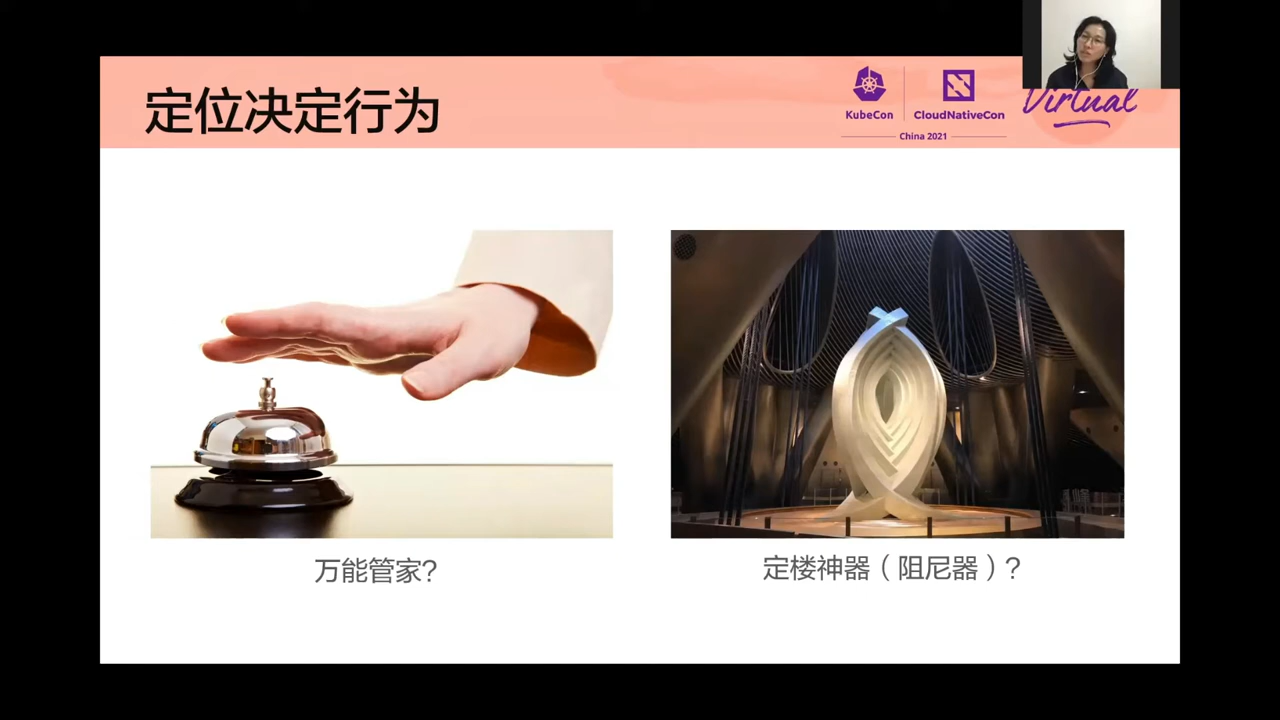 定位决定行为
KubeCon
CloudNativeCon
China 2021
Virtual
万能管家?
定楼神器（阻尼器）?